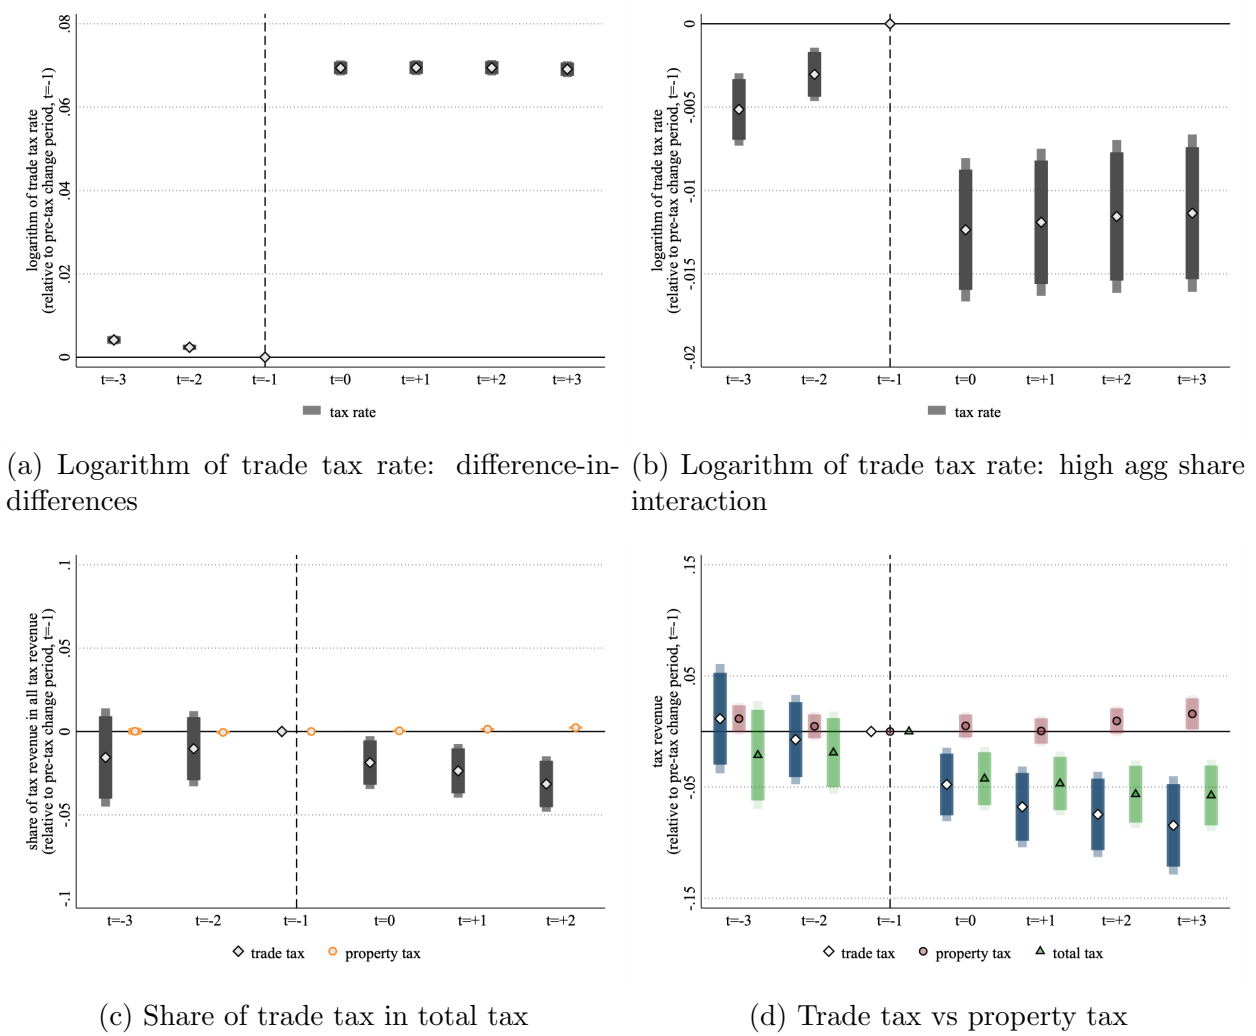 .08
.06
.04
.02
0
logarithm of trade tax rate
(relative to pre-tax change period, t=-1)
t=-3 t=-2 t=-1 t=0 t=+1 t=+2 t=+3
tax rate
(a) Logarithm of trade tax rate: difference-in-
differences
0
-.005
-.01
-.015
-.02
logarithm of trade tax rate
(relative to pre-tax change period, t=-1)
t=-3 t=-2 t=-1 t=0 t=+1 t=+2 t=+3
tax rate
(b) Logarithm of trade tax rate: high agg share
interaction
.1
.05
0
-.05
-.1
share of tax revenue in all tax revenue
(relative to pre-tax change period, t=-1)
t=-3 t=-2 t=-1 t=0 t=+1 t=+2
trade tax property tax
(c) Share of trade tax in total tax
.15
.05
-.05
-.15
tax revenue
(relative to pre-tax change period, t=-1)
t=-3 t=-2 t=-1 t=0 t=+1 t=+2 t=+3
trade tax property tax total tax
(d) Trade tax vs property tax